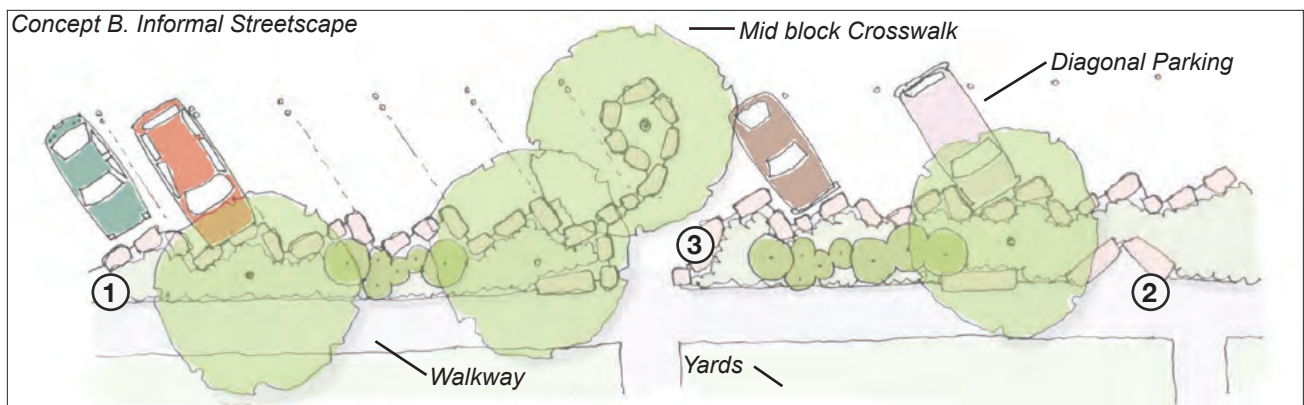 Concept B. Informal Streetscape
Mid block Crosswalk
Diagonal Parking
3
1
2
Walkway
Yards